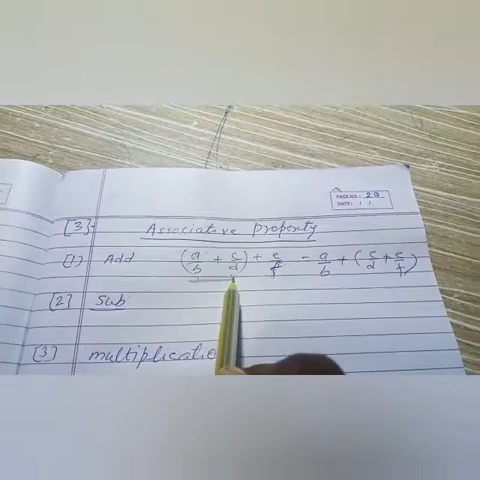 PAGE NO.: 29
DATE: / /
[3]- Associative property
(1) Add (a/b + c/d) + e/f - a/b + (c/d + e/f)
[2] sub
[3] multiplicatio